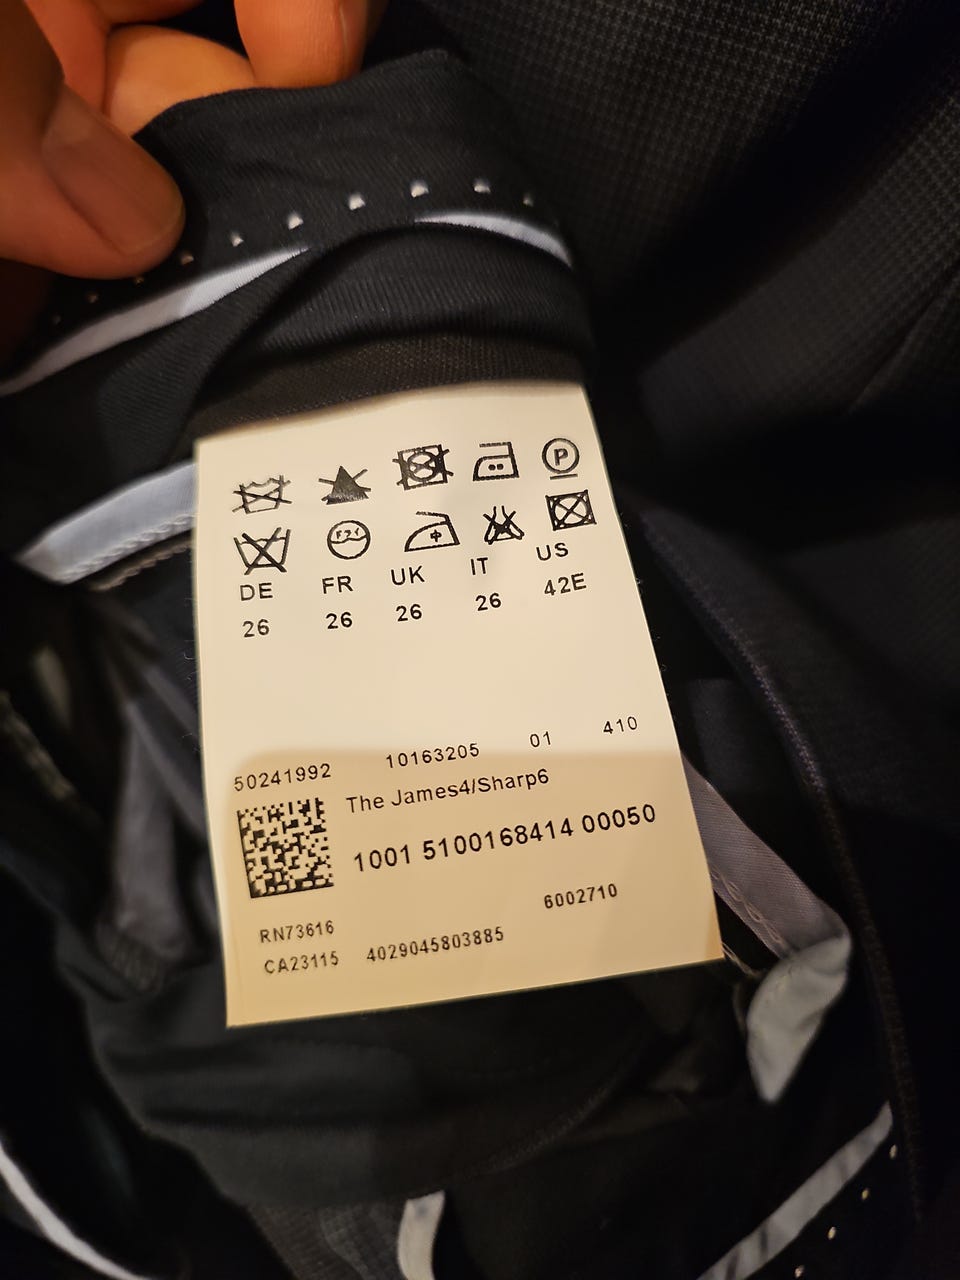 P
DE FR UK IT US
26 26 26 26 42E
50241992 10163205 01 410
The James4/Sharp6
1001 5100168414 00050
6002710
RN73616
CA23115 4029045803885